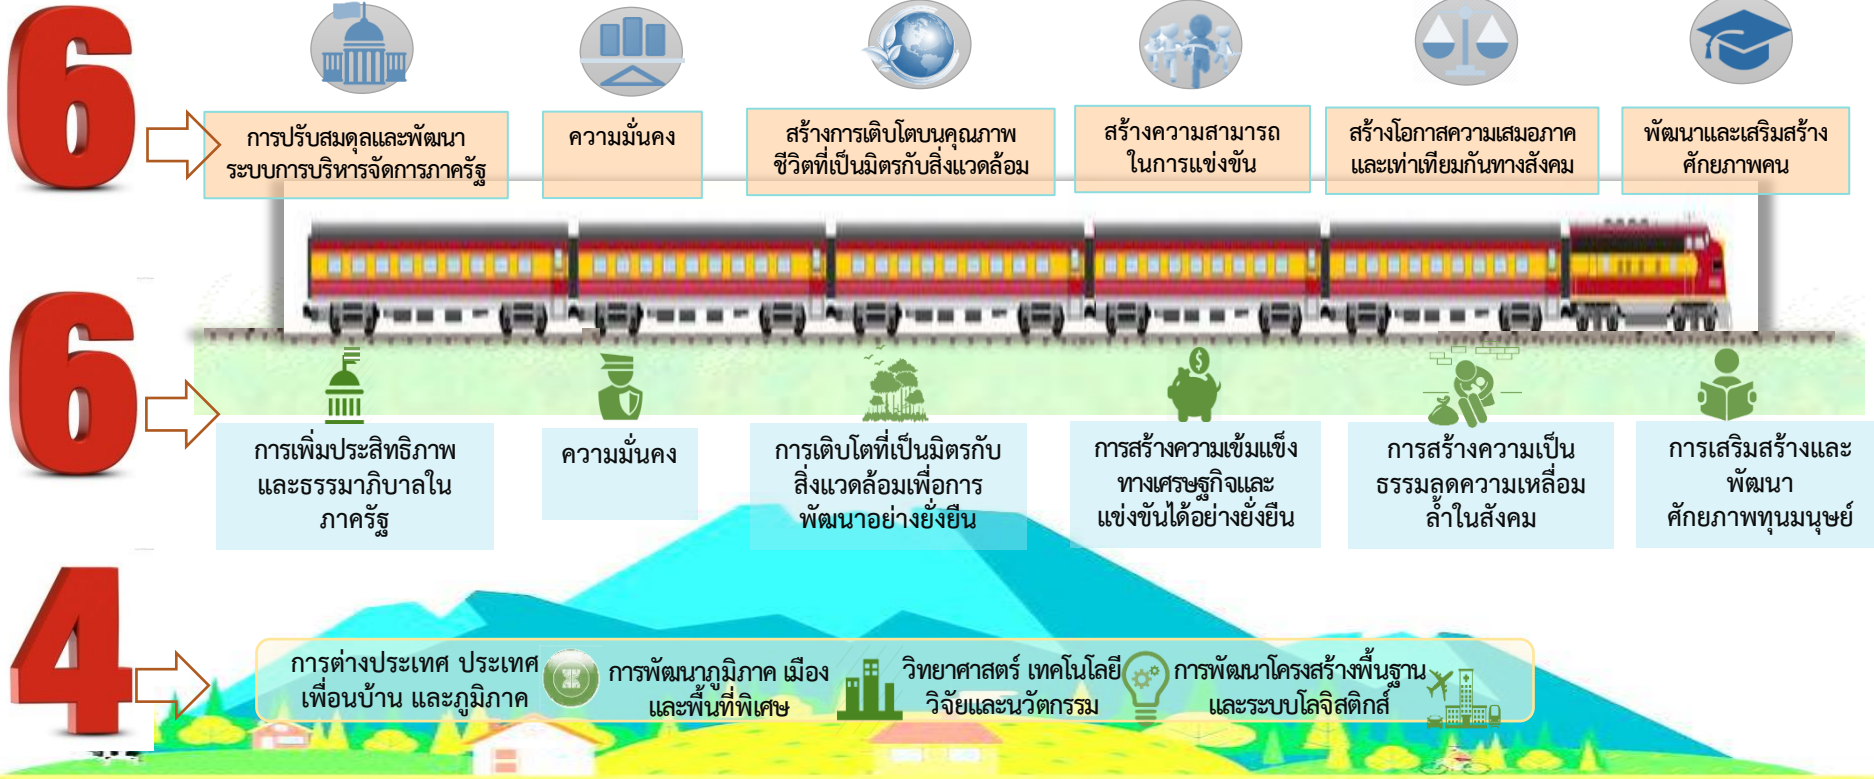 6
การปรับสมดุลและพัฒนา
ระบบการบริหารจัดการภาครัฐ
ความมั่นคง
สร้างการเติบโตบนคุณภาพ
ชีวิตที่เป็นมิตรกับสิ่งแวดล้อม
สร้างความสามารถ
ในการแข่งขัน
สร้างโอกาสความเสมอภาค
และเท่าเทียมกันทางสังคม
พัฒนาและเสริมสร้าง
ศักยภาพคน
6
การเพิ่มประสิทธิภาพ
และธรรมาภิบาลใน
ภาครัฐ
ความมั่นคง
การเติบโตที่เป็นมิตรกับ
สิ่งแวดล้อมเพื่อการ
พัฒนาอย่างยั่งยืน
การสร้างความเข้มแข็ง
ทางเศรษฐกิจและ
แข่งขันได้อย่างยั่งยืน
การสร้างความเป็น
ธรรมลดความเหลื่อม
ล้ำในสังคม
การเสริมสร้างและ
พัฒนา
ศักยภาพทุนมนุษย์
4
การต่างประเทศ ประเทศ
เพื่อนบ้าน และภูมิภาค
การพัฒนาภูมิภาค เมือง
และพื้นที่พิเศษ
วิทยาศาสตร์ เทคโนโลยี
วิจัยและนวัตกรรม
การพัฒนาโครงสร้างพื้นฐาน
และระบบโลจิสติกส์